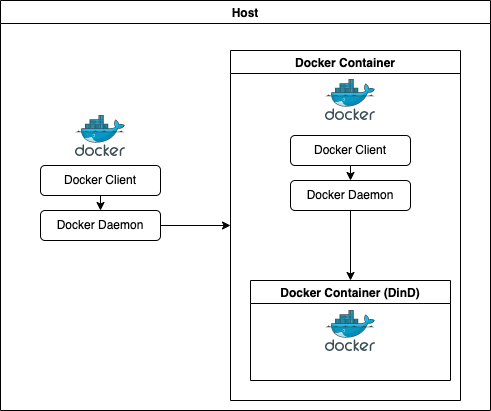 Host
docker
Docker Client
Docker Daemon
Docker Container
docker
Docker Client
Docker Daemon
Docker Container (DinD)
docker